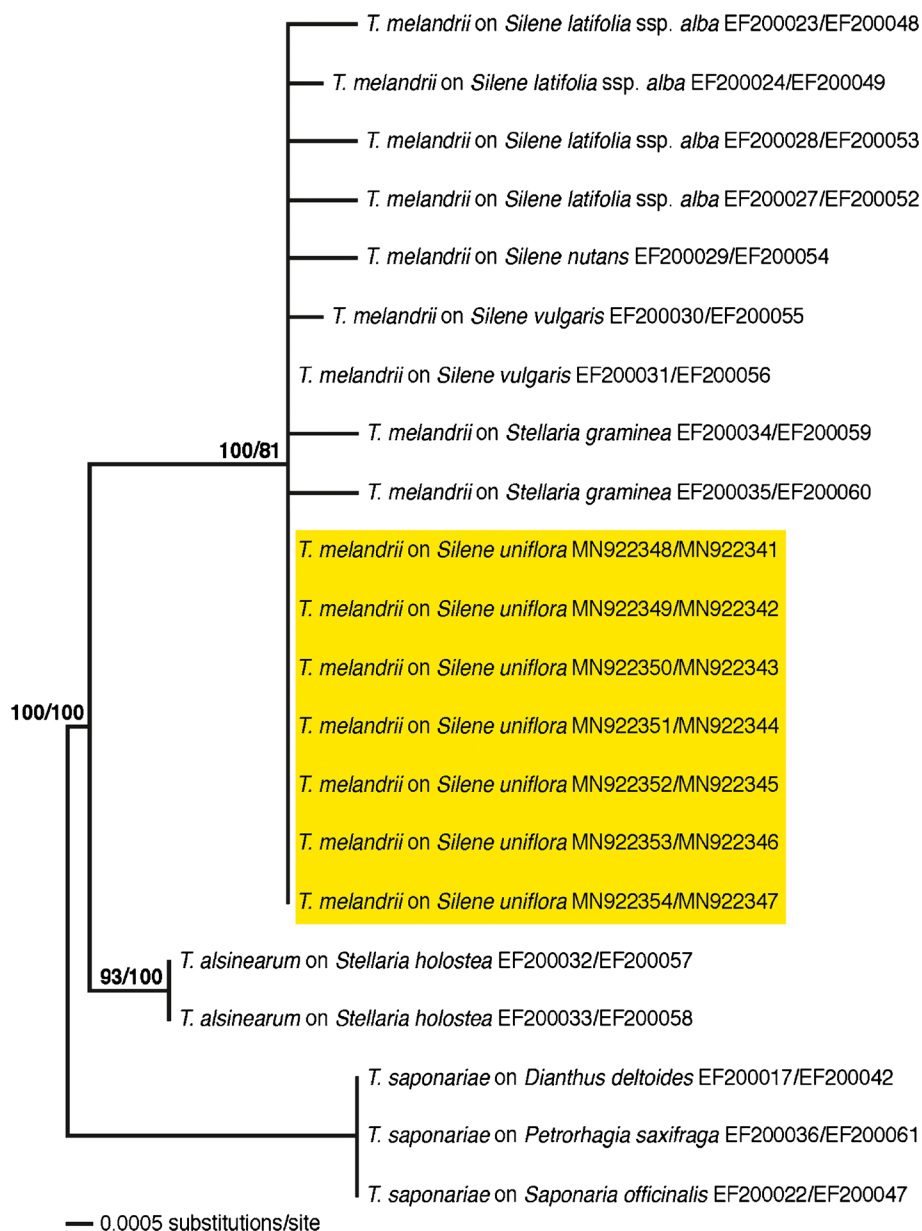 T. melandrii on Silene latifolia ssp. alba EF200023/EF200048
T. melandrii on Silene latifolia ssp. alba EF200024/EF200049
T. melandrii on Silene latifolia ssp. alba EF200028/EF200053
T. melandrii on Silene latifolia ssp. alba EF200027/EF200052
T. melandrii on Silene nutans EF200029/EF200054
T. melandrii on Silene vulgaris EF200030/EF200055
T. melandrii on Silene vulgaris EF200031/EF200056
T. melandrii on Stellaria graminea EF200034/EF200059
100/81
T. melandrii on Stellaria graminea EF200035/EF200060
T. melandrii on Silene uniflora MN922348/MN922341
T. melandrii on Silene uniflora MN922349/MN922342
T. melandrii on Silene uniflora MN922350/MN922343
100/100
T. melandrii on Silene uniflora MN922351/MN922344
T. melandrii on Silene uniflora MN922352/MN922345
T. melandrii on Silene uniflora MN922353/MN922346
T. melandrii on Silene uniflora MN922354/MN922347
T. alsinearum on Stellaria holostea EF200032/EF200057
93/100
T. alsinearum on Stellaria holostea EF200033/EF200058
T. saponariae on Dianthus deltoides EF200017/EF200042
T. saponariae on Petrorhagia saxifraga EF200036/EF200061
T. saponariae on Saponaria officinalis EF200022/EF200047
0.0005 substitutions/site